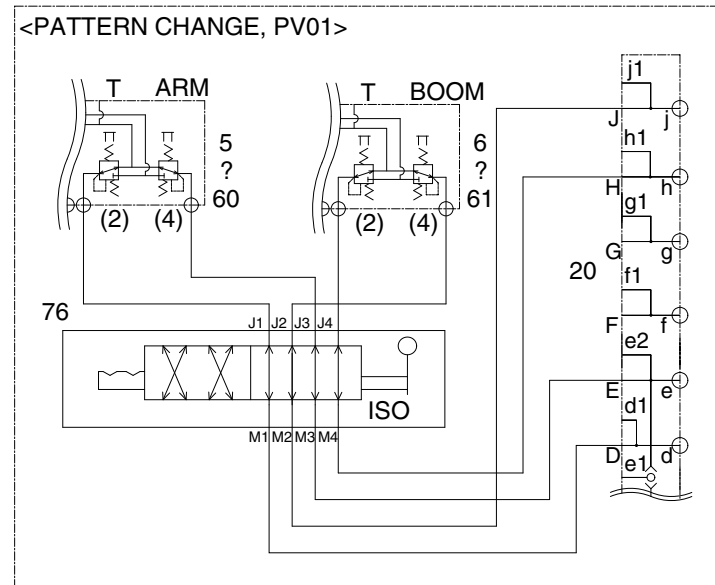 <PATTERN CHANGE, PV01>
T ARM
5
?
60
(2) (4)
T BOOM
6
?
61
(2) (4)
76
J1 J2 J3 J4
ISO
M1 M2 M3 M4
20
j1
J j
h1
H h
g1
G g
f1
F f
e2
E e
d1
D d
e1